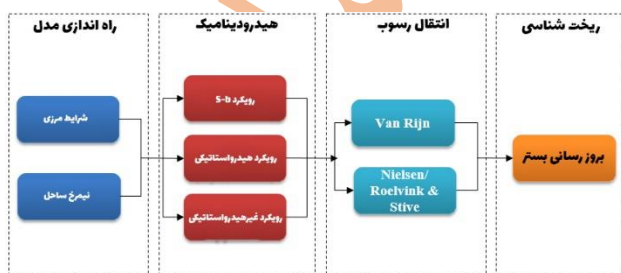 راه اندازی مدل
هیدرودینامیک
انتقال رسوب
ریخت شناسی
شرایط مرزی
نیمرخ ساحل
رویکرد S-b
رویکرد هیدرواستاتیکی
رویکرد غیرهیدرواستاتیکی
Van Rijn
Nielsen/
Roelvink &
Stive
بروز رسانی بستر